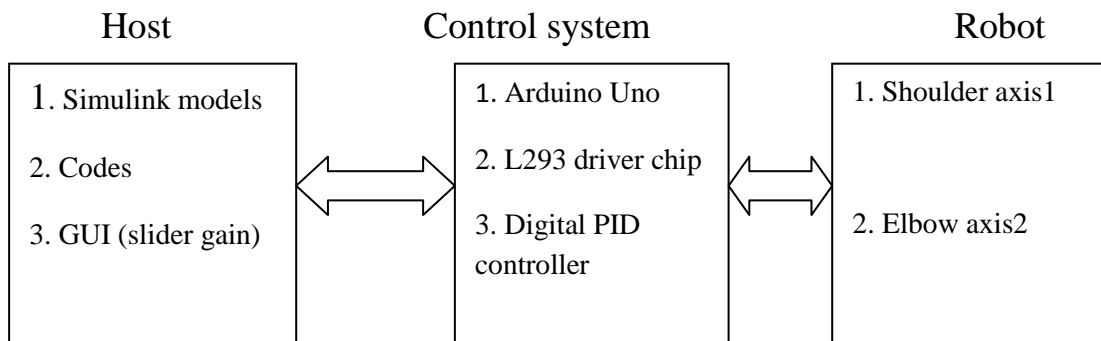 Host
Control system
Robot
1. Simulink models
2. Codes
3. GUI (slider gain)
1. Arduino Uno
2. L293 driver chip
3. Digital PID
controller
1. Shoulder axis1
2. Elbow axis2